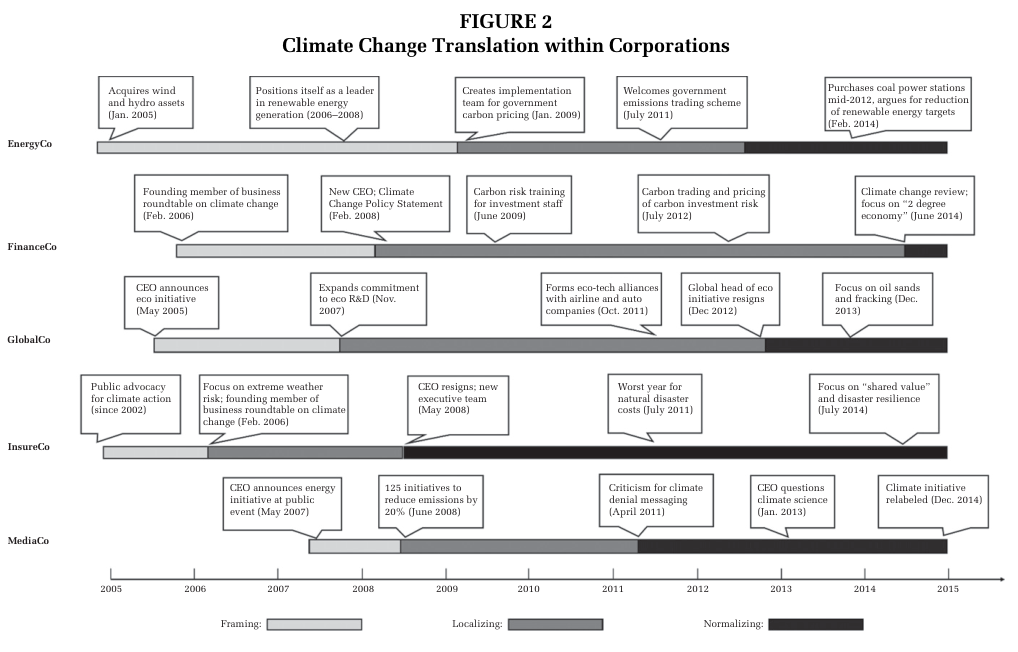 FIGURE 2
Climate Change Translation within Corporations
Acquires wind
and hydro assets
(Jan. 2005)
Positions itself as a leader
in renewable energy
generation (2006–2008)
Creates implementation
team for government
carbon pricing (Jan. 2009)
Welcomes government
emissions trading scheme
(July 2011)
Purchases coal power stations
mid-2012, argues for reduction
of renewable energy targets
(Feb. 2014)
EnergyCo
Founding member of business
roundtable on climate change
(Feb. 2006)
New CEO; Climate
Change Policy Statement
(Feb. 2008)
Carbon risk training
for investment staff
(June 2009)
Carbon trading and pricing
of carbon investment risk
(July 2012)
Climate change review;
focus on “2 degree
economy” (June 2014)
FinanceCo
CEO announces
eco initiative
(May 2005)
Expands commitment
to eco R&D (Nov.
2007)
Forms eco-tech alliances
with airline and auto
companies (Oct. 2011)
Global head of eco
initiative resigns
(Dec 2012)
Focus on oil sands
and fracking (Dec.
2013)
GlobalCo
Public advocacy
for climate action
(since 2002)
Focus on extreme weather
risk; founding member of
business roundtable on climate
change (Feb. 2006)
CEO resigns; new
executive team
(May 2008)
Worst year for
natural disaster
costs (July 2011)
Focus on “shared value”
and disaster resilience
(July 2014)
InsureCo
CEO announces energy
initiative at public
event (May 2007)
125 initiatives to
reduce emissions by
20% (June 2008)
Criticism for climate
denial messaging
(April 2011)
CEO questions
climate science
(Jan. 2013)
Climate initiative
relabeled (Dec. 2014)
MediaCo
2005 2006 2007 2008 2009 2010 2011 2012 2013 2014 2015
Framing: Localizing: Normalizing: